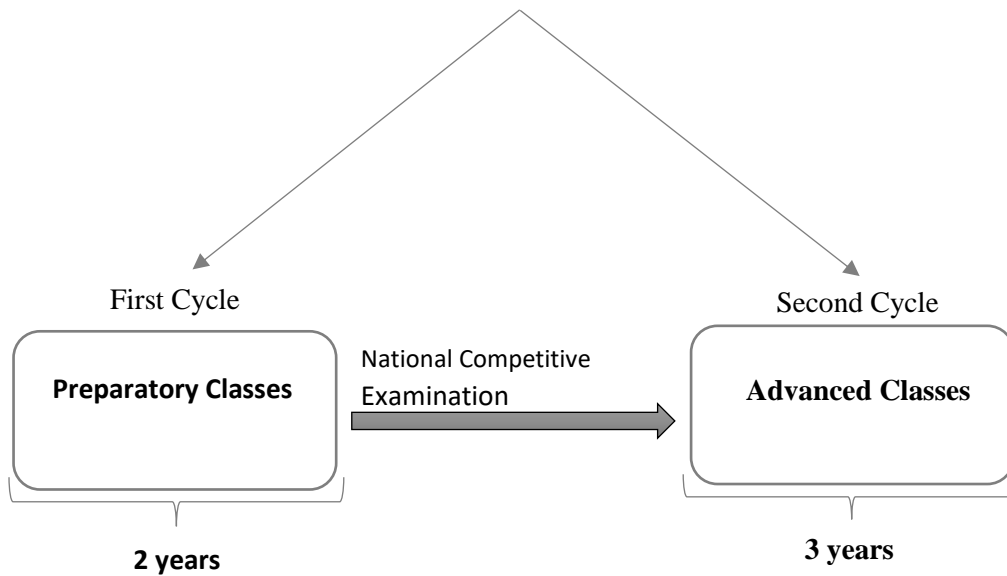 First Cycle
Second Cycle
Preparatory Classes
National Competitive
Examination
Advanced Classes
2 years
3 years